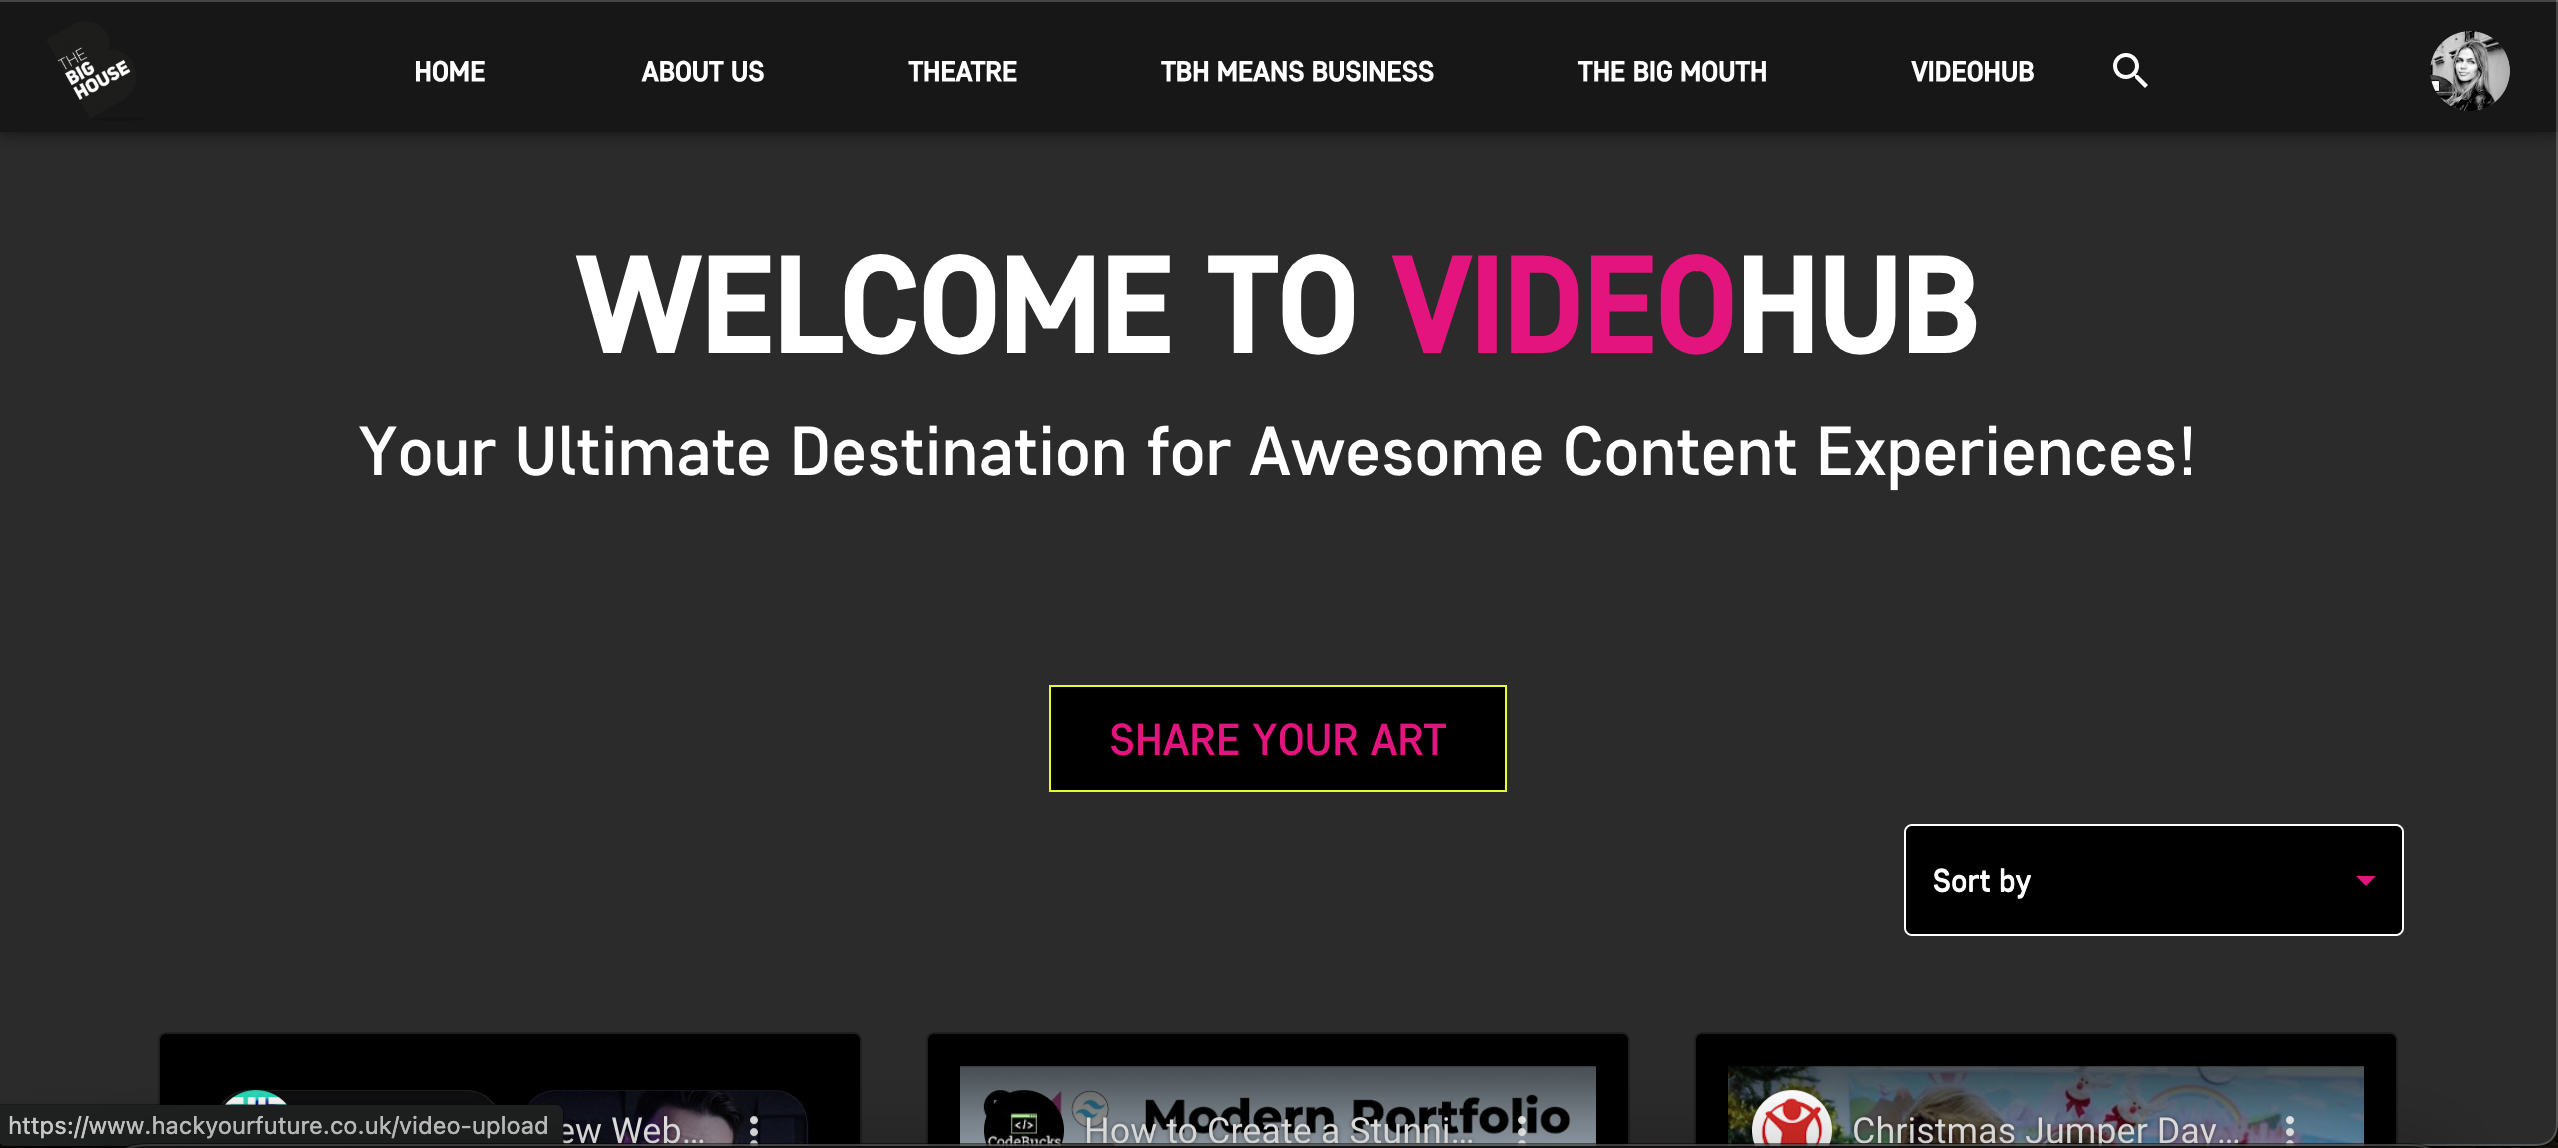 THE
BIG
HOUSE
HOME
ABOUT US
THEATRE
TBH MEANS BUSINESS
THE BIG MOUTH
VIDEOHUB
WELCOME TO VIDEOHUB
Your Ultimate Destination for Awesome Content Experiences!
SHARE YOUR ART
Sort by
ew Web...
Modern Portfolio
</>
CodeBucks
How to Create a Stunni...
Christmas Jumper Day...
https://www.hackyourfuture.co.uk/video-upload